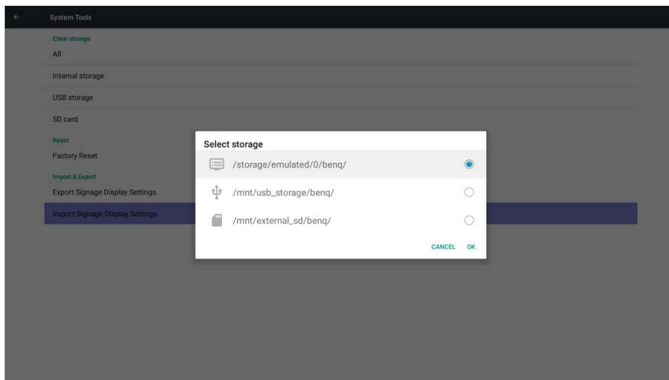 System Tools
Clear storage
All
Internal storage
USB storage
SD card
Reset
Factory Reset
Import & Export
Export Signage Display Settings
Import Signage Display Settings
Select storage
/storage/emulated/0/benq/
/mnt/usb_storage/benq/
/mnt/external_sd/benq/
CANCEL OK